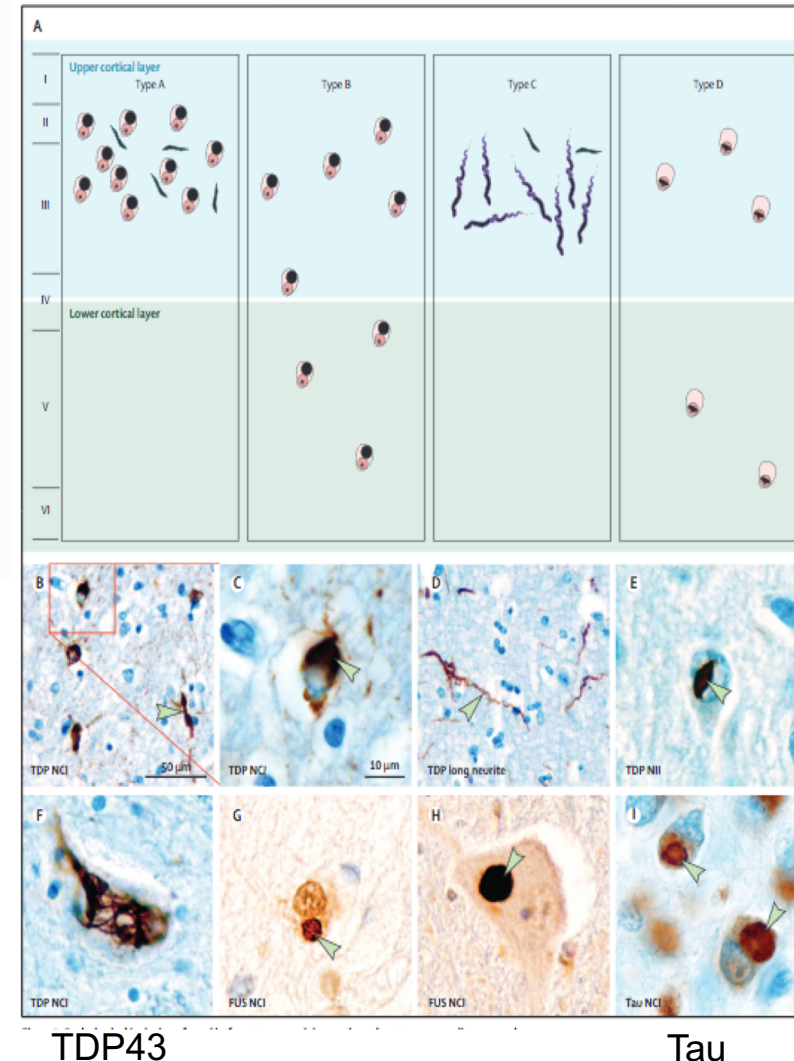 A
Upper cortical layer
Type A
Type B
Type C
Type D
I
II
III
IV
Lower cortical layer
V
VI
B
TDP NCI
50 µm
C
TDP NCI
10 µm
D
TDP long neurite
E
TDP NII
F
TDP NCI
G
FUS NCI
H
FUS NCI
I
Tau NCI
TDP43
Tau